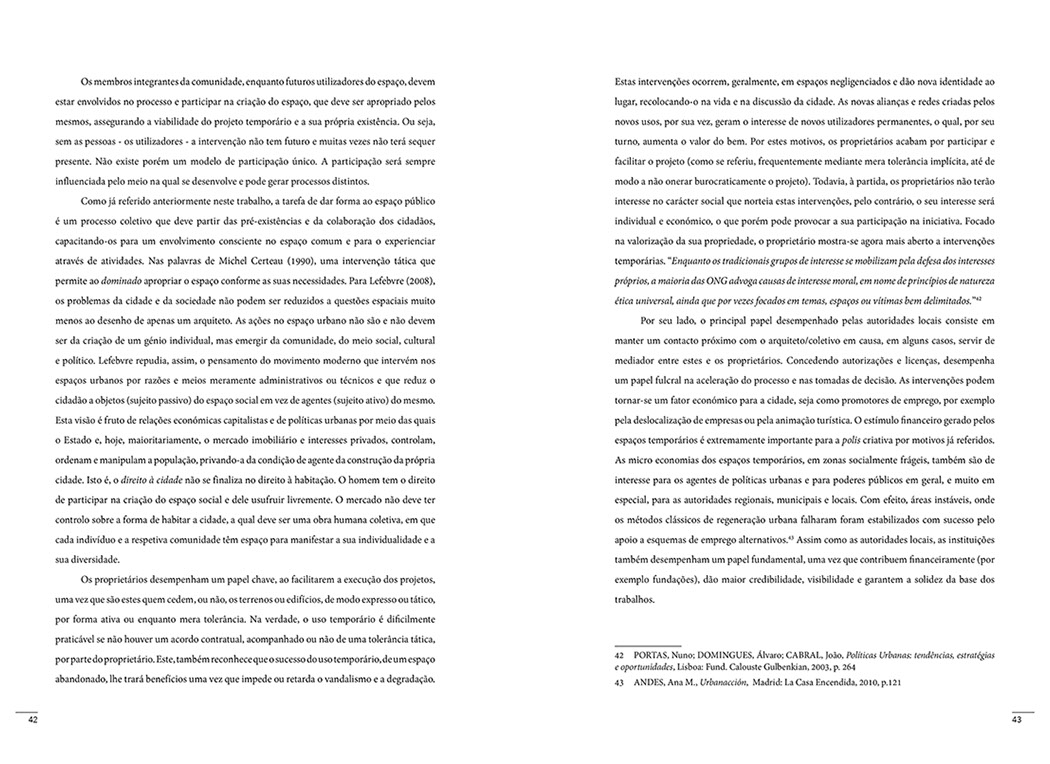 Os membros integrantes da comunidade, enquanto futuros utilizadores do espaço, devem
estar envolvidos no processo e participar na criação do espaço, que deve ser apropriado pelos
mesmos, assegurando a viabilidade do projeto temporário e a sua própria existência. Ou seja,
sem as pessoas - os utilizadores - a intervenção não tem futuro e muitas vezes não terá sequer
presente. Não existe porém um modelo de participação único. A participação será sempre
influenciada pelo meio na qual se desenvolve e pode gerar processos distintos.
Como já referido anteriormente neste trabalho, a tarefa de dar forma ao espaço público
é um processo coletivo que deve partir das pré-existências e da colaboração dos cidadãos,
capacitando-os para um envolvimento consciente no espaço comum e para o experienciar
através de atividades. Nas palavras de Michel Certeau (1990), uma intervenção tática que
permite ao dominado apropriar o espaço conforme as suas necessidades. Para Lefebvre (2008),
os problemas da cidade e da sociedade não podem ser reduzidos a questões espaciais muito
menos ao desenho de apenas um arquiteto. As ações no espaço urbano não são e não devem
ser da criação de um génio individual, mas emergir da comunidade, do meio social, cultural
e político. Lefebvre repudia, assim, o pensamento do movimento moderno que intervém nos
espaços urbanos por razões e meios meramente administrativos ou técnicos e que reduz o
cidadão a objetos (sujeito passivo) do espaço social em vez de agentes (sujeito ativo) do mesmo.
Esta visão é fruto de relações económicas capitalistas e de políticas urbanas por meio das quais
o Estado e, hoje, maioritariamente, o mercado imobiliário e interesses privados, controlam,
ordenam e manipulam a população, privando-a da condição de agente da construção da própria
cidade. Isto é, o direito à cidade não se finaliza no direito à habitação. O homem tem o direito
de participar na criação do espaço social e dele usufruir livremente. O mercado não deve ter
controlo sobre a forma de habitar a cidade, a qual deve ser uma obra humana coletiva, em que
cada indivíduo e a respetiva comunidade têm espaço para manifestar a sua individualidade e a
sua diversidade.
Os proprietários desempenham um papel chave, ao facilitarem a execução dos projetos,
uma vez que são estes quem cedem, ou não, os terrenos ou edifícios, de modo expresso ou tático,
por forma ativa ou enquanto mera tolerância. Na verdade, o uso temporário é dificilmente
praticável se não houver um acordo contratual, acompanhado ou não de uma tolerância tática,
por parte do proprietário. Este, também reconhece que o sucesso do uso temporário, de um espaço
abandonado, lhe trará benefícios uma vez que impede ou retarda o vandalismo e a degradação.
42
Estas intervenções ocorrem, geralmente, em espaços negligenciados e dão nova identidade ao
lugar, recolocando-o na vida e na discussão da cidade. As novas alianças e redes criadas pelos
novos usos, por sua vez, geram o interesse de novos utilizadores permanentes, o qual, por seu
turno, aumenta o valor do bem. Por estes motivos, os proprietários acabam por participar e
facilitar o projeto (como se referiu, frequentemente mediante mera tolerância implícita, até de
modo a não onerar burocraticamente o projeto). Todavia, à partida, os proprietários não terão
interesse no carácter social que norteia estas intervenções, pelo contrário, o seu interesse será
individual e económico, o que porém pode provocar a sua participação na iniciativa. Focado
na valorização da sua propriedade, o proprietário mostra-se agora mais aberto a intervenções
temporárias. "Enquanto os tradicionais grupos de interesse se mobilizam pela defesa dos interesses
próprios, a maioria das ONG advoga causas de interesse moral, em nome de princípios de natureza
ética universal, ainda que por vezes focados em temas, espaços ou vítimas bem delimitados."⁴²
Por seu lado, o principal papel desempenhado pelas autoridades locais consiste em
manter um contacto próximo com o arquiteto/coletivo em causa, em alguns casos, servir de
mediador entre estes e os proprietários. Concedendo autorizações e licenças, desempenha
um papel fulcral na aceleração do processo e nas tomadas de decisão. As intervenções podem
tornar-se um fator económico para a cidade, seja como promotores de emprego, por exemplo
pela deslocalização de empresas ou pela animação turística. O estímulo financeiro gerado pelos
espaços temporários é extremamente importante para a polis criativa por motivos já referidos.
As micro economias dos espaços temporários, em zonas socialmente frágeis, também são de
interesse para os agentes de políticas urbanas e para poderes públicos em geral, e muito em
especial, para as autoridades regionais, municipais e locais. Com efeito, áreas instáveis, onde
os métodos clássicos de regeneração urbana falharam foram estabilizados com sucesso pelo
apoio a esquemas de emprego alternativos.⁴³ Assim como as autoridades locais, as instituições
também desempenham um papel fundamental, uma vez que contribuem financeiramente (por
exemplo fundações), dão maior credibilidade, visibilidade e garantem a solidez da base dos
trabalhos.
42 PORTAS, Nuno; DOMINGUES, Álvaro; CABRAL, João, Políticas Urbanas: tendências, estratégias
e oportunidades, Lisboa: Fund. Calouste Gulbenkian, 2003, p. 264
43 ANDES, Ana M., Urbanacción, Madrid: La Casa Encendida, 2010, p.121
43